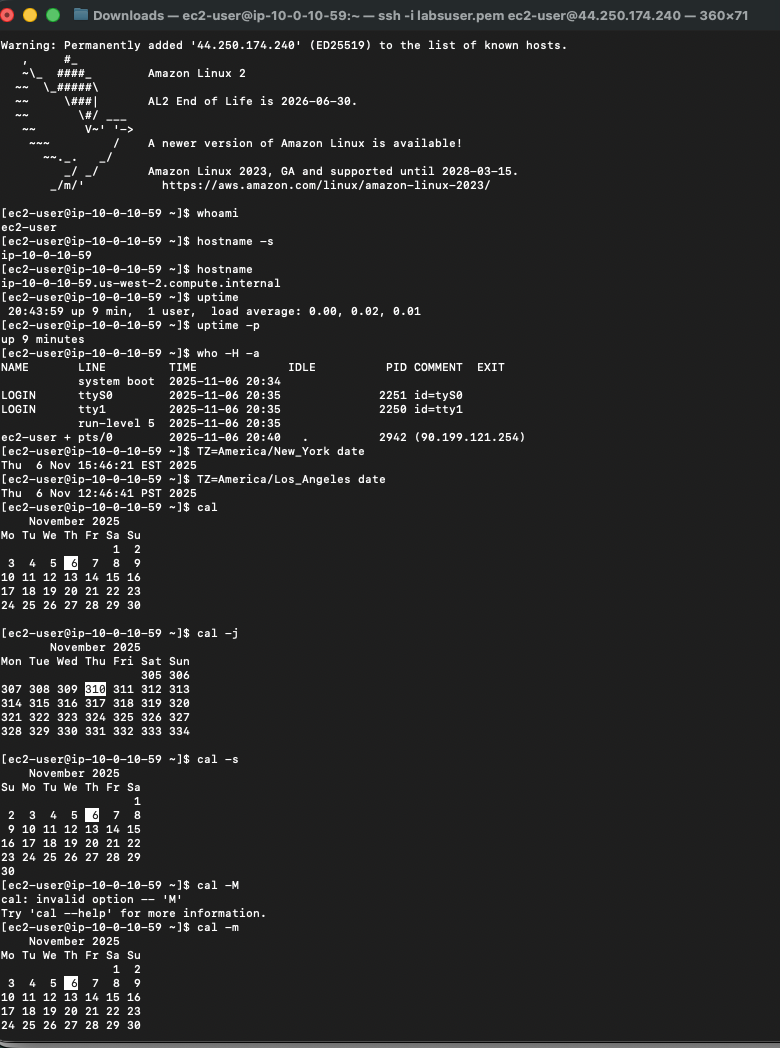 Downloads — ec2-user@ip-10-0-10-59:~ — ssh -i labsuser.pem ec2-user@44.250.174.240 — 360×71
Warning: Permanently added '44.250.174.240' (ED25519) to the list of known hosts.
   ,     #_
   ~\_  ####_        Amazon Linux 2
  ~~  \_#####\
  ~~     \###|       AL2 End of Life is 2026-06-30.
  ~~       \#/ ___
   ~~       V~' '->
    ~~~         /    A newer version of Amazon Linux is available!
      ~~._.   _/
         _/ _/       Amazon Linux 2023, GA and supported until 2028-03-15.
       _/m/'           https://aws.amazon.com/linux/amazon-linux-2023/
[ec2-user@ip-10-0-10-59 ~]$ whoami
ec2-user
[ec2-user@ip-10-0-10-59 ~]$ hostname -s
ip-10-0-10-59
[ec2-user@ip-10-0-10-59 ~]$ hostname
ip-10-0-10-59.us-west-2.compute.internal
[ec2-user@ip-10-0-10-59 ~]$ uptime
 20:43:59 up 9 min,  1 user,  load average: 0.00, 0.02, 0.01
[ec2-user@ip-10-0-10-59 ~]$ uptime -p
up 9 minutes
[ec2-user@ip-10-0-10-59 ~]$ who -H -a
NAME       LINE         TIME             IDLE          PID COMMENT  EXIT
           system boot  2025-11-06 20:34
LOGIN      ttyS0        2025-11-06 20:35              2251 id=tyS0
LOGIN      tty1         2025-11-06 20:35              2250 id=tty1
           run-level 5  2025-11-06 20:35
ec2-user + pts/0        2025-11-06 20:40   .          2942 (90.199.121.254)
[ec2-user@ip-10-0-10-59 ~]$ TZ=America/New_York date
Thu  6 Nov 15:46:21 EST 2025
[ec2-user@ip-10-0-10-59 ~]$ TZ=America/Los_Angeles date
Thu  6 Nov 12:46:41 PST 2025
[ec2-user@ip-10-0-10-59 ~]$ cal
    November 2025
Mo Tu We Th Fr Sa Su
                1  2
 3  4  5  6  7  8  9
10 11 12 13 14 15 16
17 18 19 20 21 22 23
24 25 26 27 28 29 30
[ec2-user@ip-10-0-10-59 ~]$ cal -j
       November 2025
Mon Tue Wed Thu Fri Sat Sun
                    305 306
307 308 309 310 311 312 313
314 315 316 317 318 319 320
321 322 323 324 325 326 327
328 329 330 331 332 333 334
[ec2-user@ip-10-0-10-59 ~]$ cal -s
    November 2025
Su Mo Tu We Th Fr Sa
                   1
 2  3  4  5  6  7  8
 9 10 11 12 13 14 15
16 17 18 19 20 21 22
23 24 25 26 27 28 29
30
[ec2-user@ip-10-0-10-59 ~]$ cal -M
cal: invalid option -- 'M'
Try 'cal --help' for more information.
[ec2-user@ip-10-0-10-59 ~]$ cal -m
    November 2025
Mo Tu We Th Fr Sa Su
                1  2
 3  4  5  6  7  8  9
10 11 12 13 14 15 16
17 18 19 20 21 22 23
24 25 26 27 28 29 30